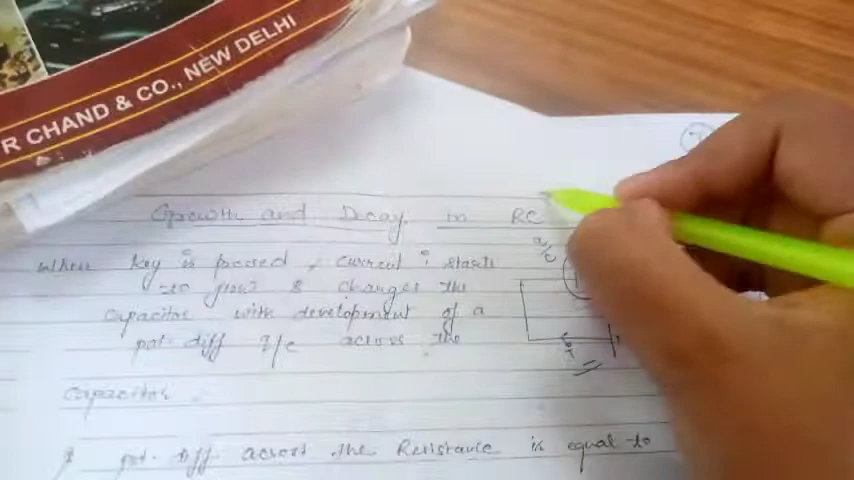 R CHAND & CO., NEW DELHI
Growth and Decay in RC
When key is pressed, current i starts
to flow & charges the
capacitor with development of a
pot. diff q/c across the
capacitor.
pot. diff. across the Resistance is equal to